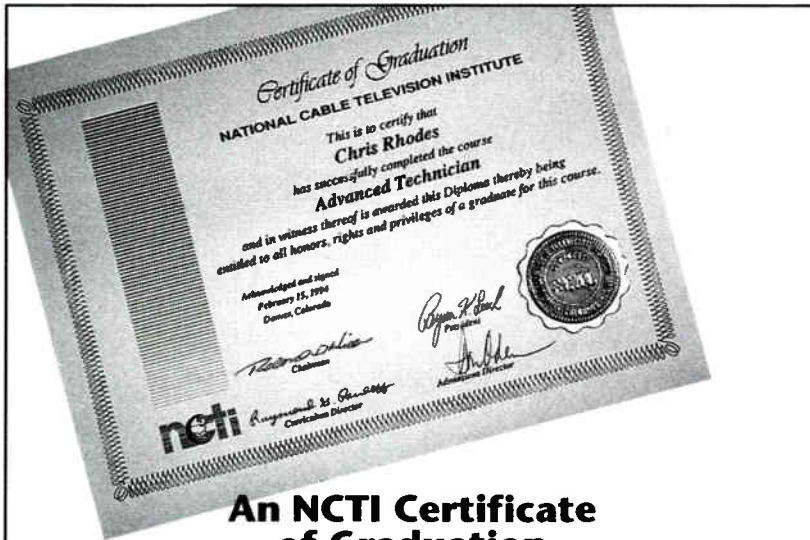 Certificate of Graduation
NATIONAL CABLE TELEVISION INSTITUTE
This is to certify that
Chris Rhodes
has successfully completed the course
Advanced Technician
and in witness thereof is awarded this Diploma thereby being
entitled to all honors, rights and privileges of a graduate for this course.
Acknowledged and signed
February 15, 1994
Denver, Colorado
President
Chairman
Admissions Director
Curriculum Director
ncti
An NCTI Certificate
of Graduation